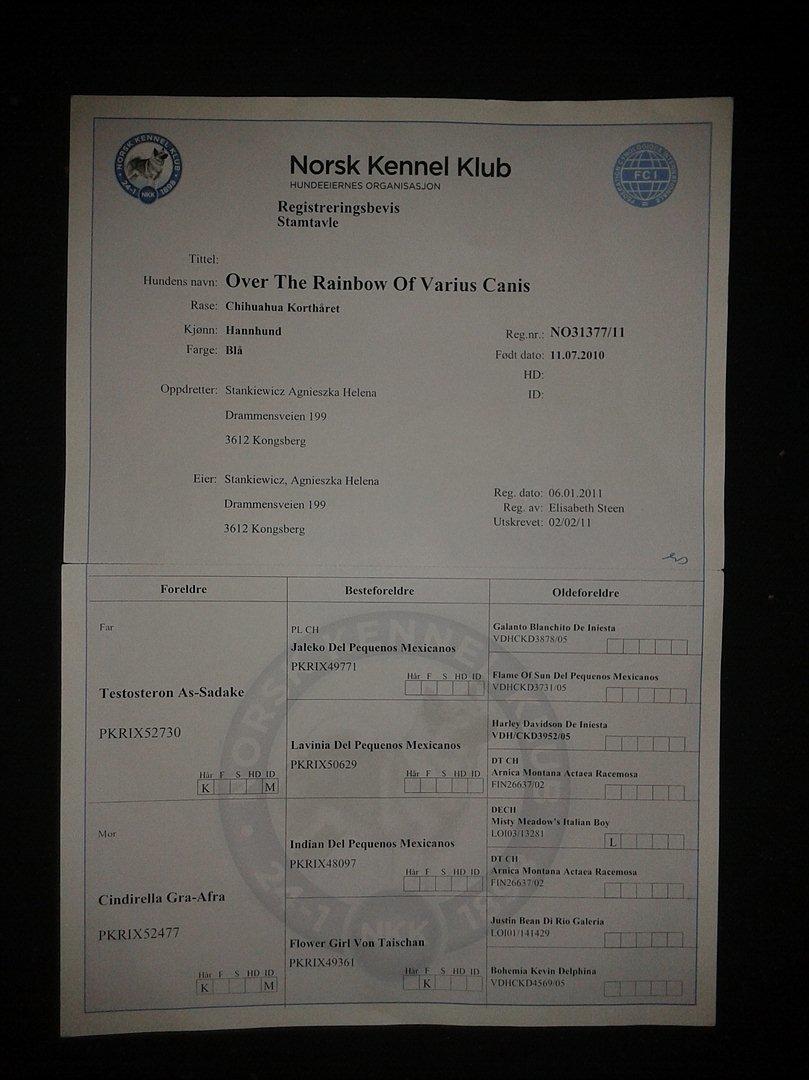 NORSK KENNEL KLUB
24-1 NKK 1898
FCI
Norsk Kennel Klub
HUNDEEIERNES ORGANISASJON
Registreringsbevis
Stamtavle
Tittel:
Hundens navn: Over The Rainbow Of Varius Canis
Rase: Chihuahua Korthåret
Kjønn: Hannhund
Reg.nr.: NO31377/11
Farge: Blå
Født dato: 11.07.2010
HD:
ID:
Oppdretter: Stankiewicz Agnieszka Helena
Drammensveien 199
3612 Kongsberg
Eier: Stankiewicz, Agnieszka Helena
Drammensveien 199
3612 Kongsberg
Reg. dato: 06.01.2011
Reg. av: Elisabeth Steen
Utskrevet: 02/02/11
Foreldre Besteforeldre Oldeforeldre
Far
Testosteron As-Sadake
PKRIX52730
Hår F S HD ID
K M
Mor
Cindirella Gra-Afra
PKRIX52477
Hår F S HD ID
K M
PL CH
Jaleko Del Pequenos Mexicanos
PKRIX49771
Hår F S HD ID
Lavinia Del Pequenos Mexicanos
PKRIX50629
Hår F S HD ID
Indian Del Pequenos Mexicanos
PKRIX48097
Hår F S HD ID
Flower Girl Von Taischan
PKRIX49361
Hår F S HD ID
K
Galanto Blanchito De Iniesta
VDHCKD3878/05
Flame Of Sun Del Pequenos Mexicanos
VDHCKD3731/05
Harley Davidson De Iniesta
VDH/CKD3952/05
DT CH
Arnica Montana Actaea Racemosa
FIN26637/02
DECH
Misty Meadow's Italian Boy
LOI03/13281
L
DT CH
Arnica Montana Actaea Racemosa
FIN26637/02
Justin Bean Di Rio Galeria
LOI01/141429
Bohemia Kevin Delphina
VDHCKD4569/05